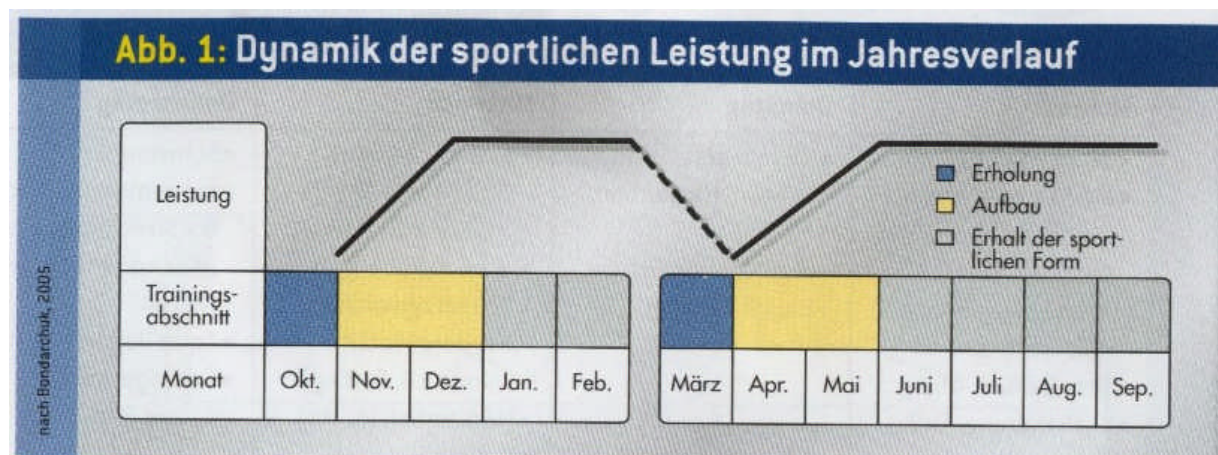 Abb. 1: Dynamik der sportlichen Leistung im Jahresverlauf
Leistung
Erholung
Aufbau
Erhalt der sport-
lichen Form
Trainings-
abschnitt
Monat Okt. Nov. Dez. Jan. Feb. März Apr. Mai Juni Juli Aug. Sep.
nach Bondarchuk, 2005